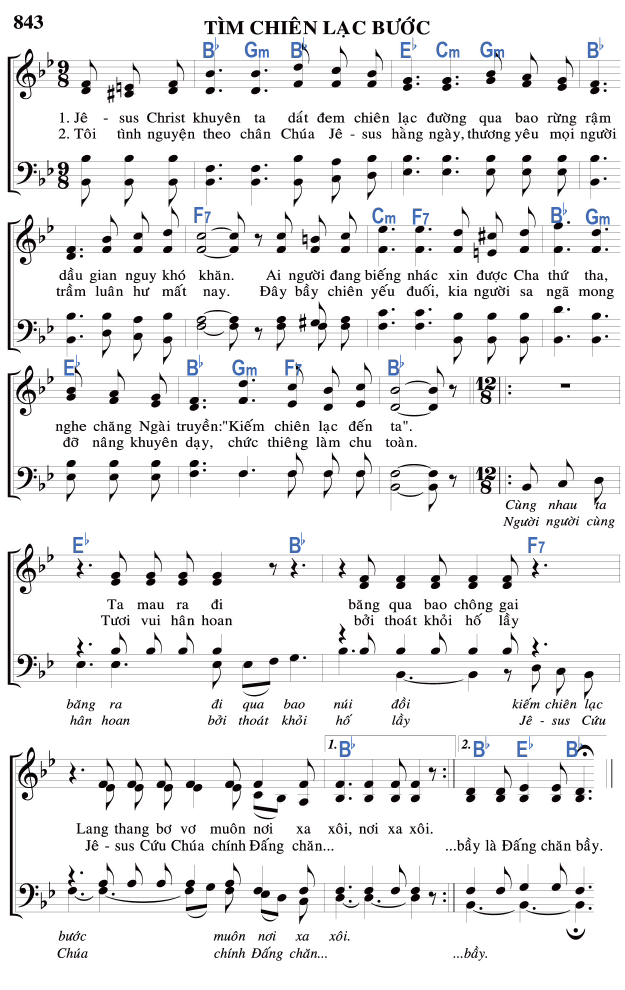 843
TÌM CHIÊN LẠC BƯỚC
B♭ Gm B♭ E♭ Cm Gm B♭
1. Jê - sus Christ khuyên ta dắt đem chiên lạc đường qua bao rừng rậm
2. Tôi tình nguyện theo chân Chúa Jê - sus hằng ngày, thương yêu mọi người
F7 Cm F7 B♭ Gm
dầu gian nguy khó khăn. Ai người đang biếng nhác xin được Cha thứ tha,
trầm luân hư mất nay. Đây bầy chiên yếu đuối, kia người sa ngã mong
E♭ B♭ Gm F7 B♭
nghe chăng Ngài truyền:"Kiếm chiên lạc đến ta".
đỡ nâng khuyên dạy, chức thiêng làm chu toàn.
Cùng nhau ta
Người người cùng
E♭ B♭ F7
Ta mau ra đi băng qua bao chông gai
Tươi vui hân hoan bởi thoát khỏi hố lầy
băng ra đi qua bao núi đồi kiếm chiên lạc
hân hoan bởi thoát khỏi hố lầy Jê - sus Cứu
1. B♭ 2. B♭ E♭ B♭
Lang thang bơ vơ muôn nơi xa xôi, nơi xa xôi.
Jê - sus Cứu Chúa chính Đấng chăn... ...bầy là Đấng chăn bầy.
bước muôn nơi xa xôi.
Chúa chính Đấng chăn... ...bầy.